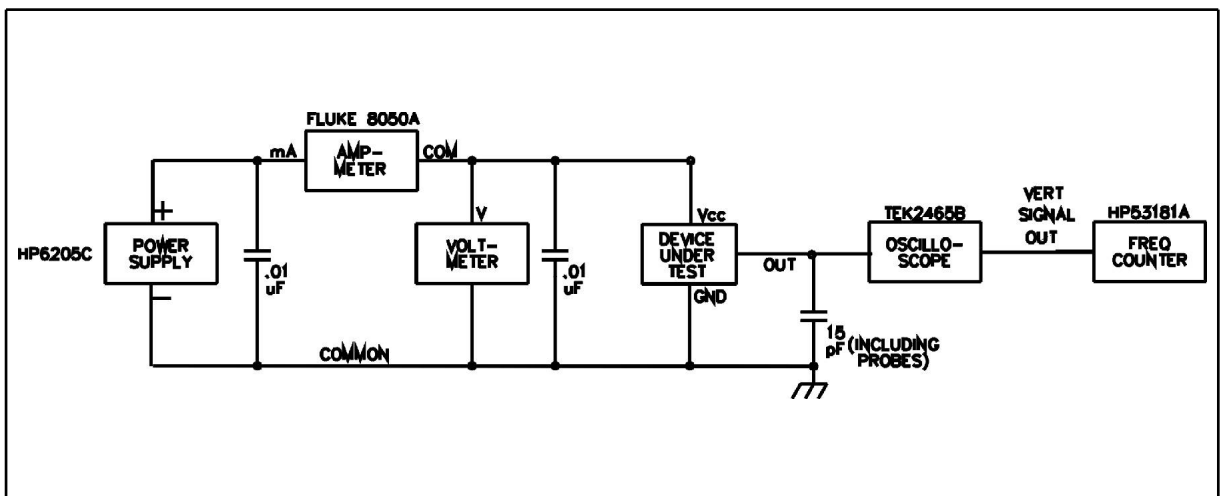 FLUKE 8050A
mA
AMP-
METER
COM
HP6205C
+
POWER
SUPPLY
−
.01
uF
V
VOLT-
METER
.01
uF
Vcc
DEVICE
UNDER
TEST
GND
OUT
COMMON
15
pF (INCLUDING
PROBES)
TEK2465B
OSCILLO-
SCOPE
VERT
SIGNAL
OUT
HP53181A
FREQ
COUNTER